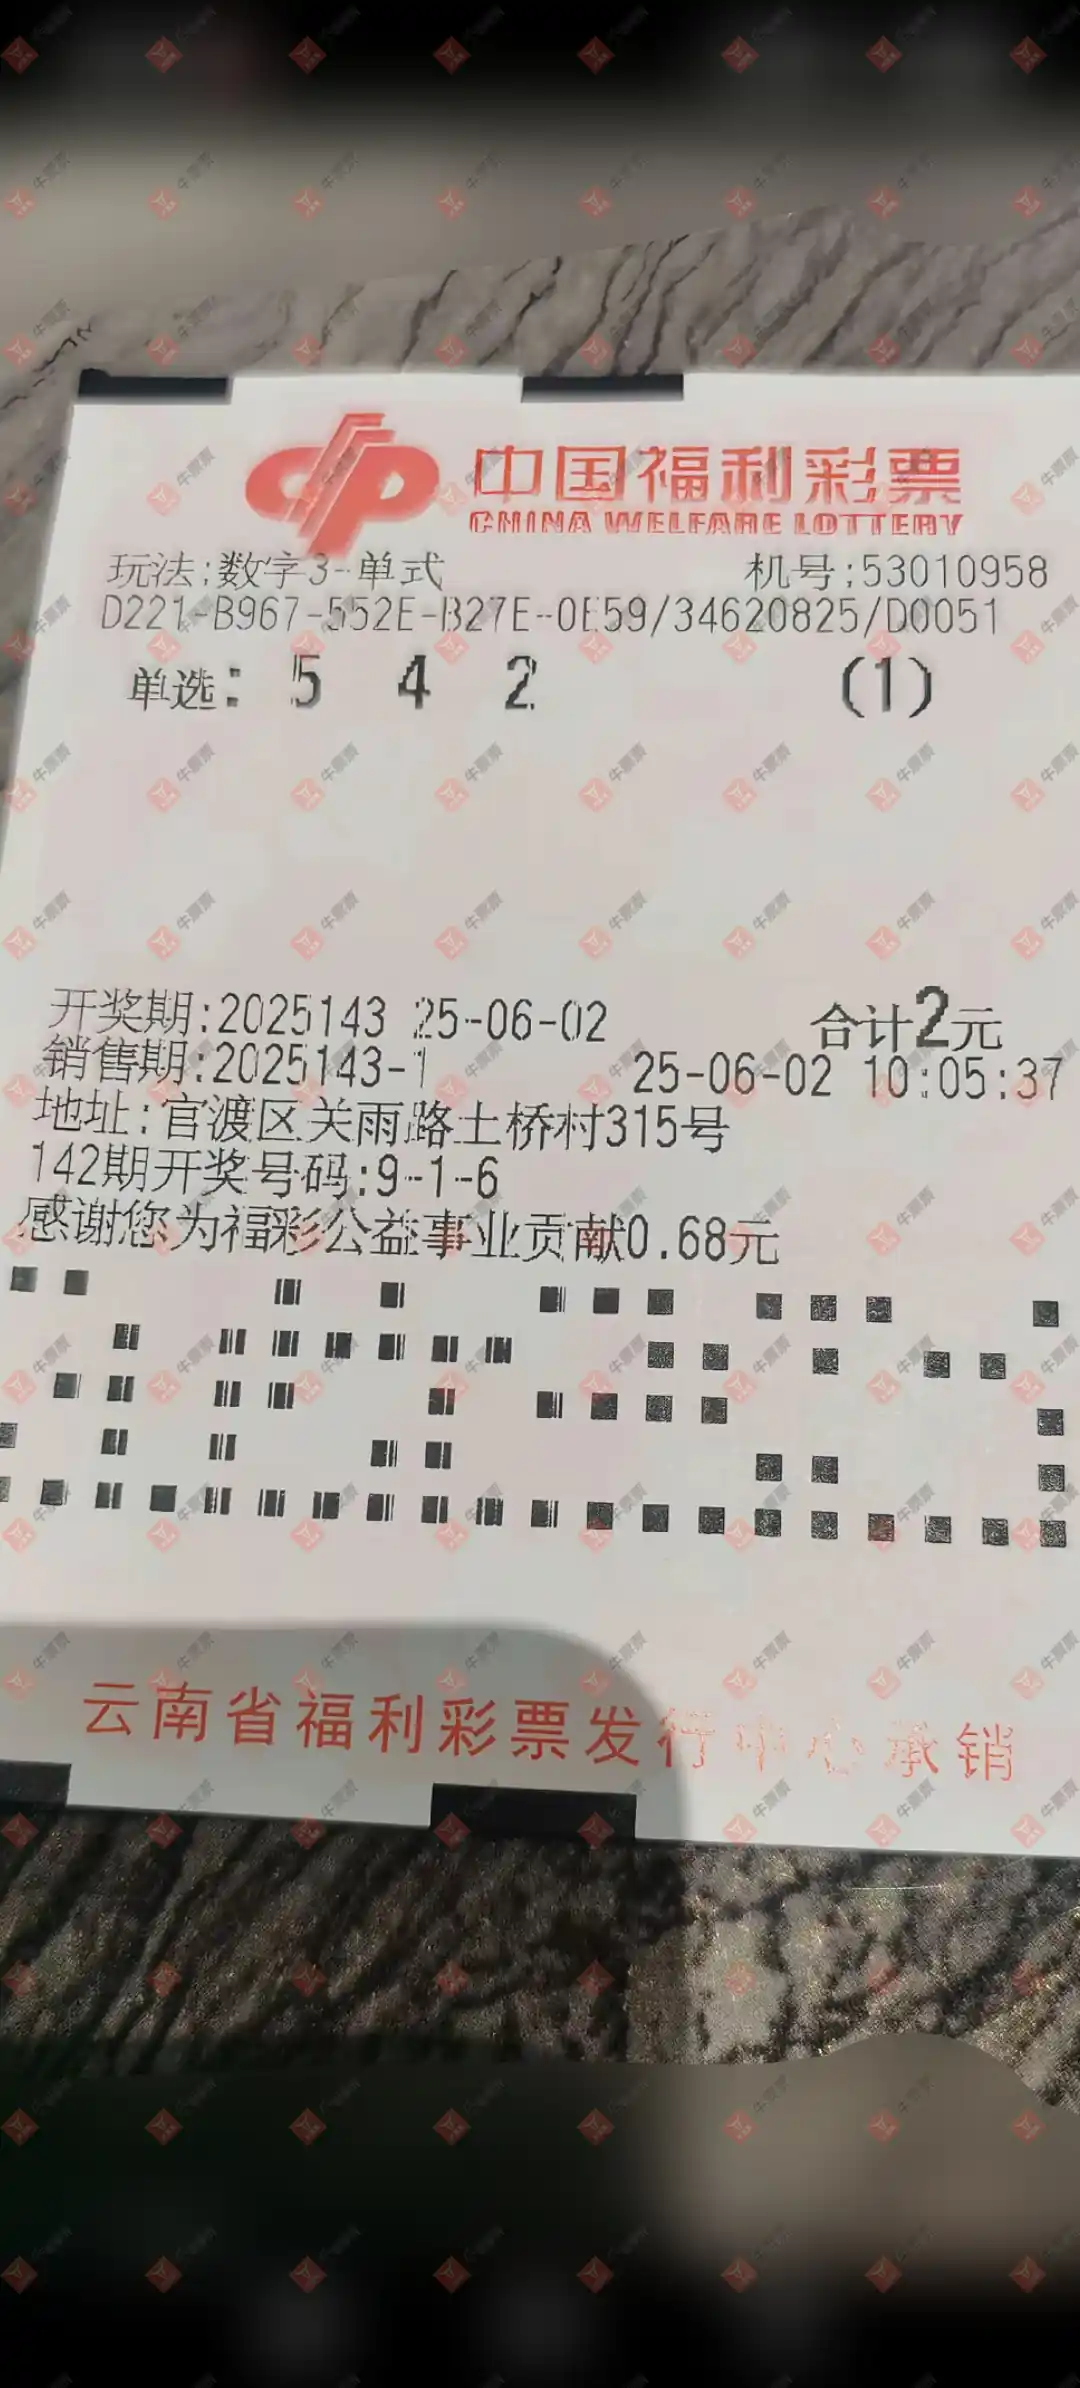 中国福利彩票
CHINA WELFARE LOTTERY
玩法:数字3-单式 机号:53010958
D221-B967-552E-B27E-0E59/34620825/D0051
单选: 5 4 2 (1)
开奖期:2025143 25-06-02 合计2元
销售期:2025143-1 25-06-02 10:05:37
地址:官渡区关雨路土桥村315号
142期开奖号码:9-1-6
感谢您为福彩公益事业贡献0.68元
云南省福利彩票发行中心承销
牛票票